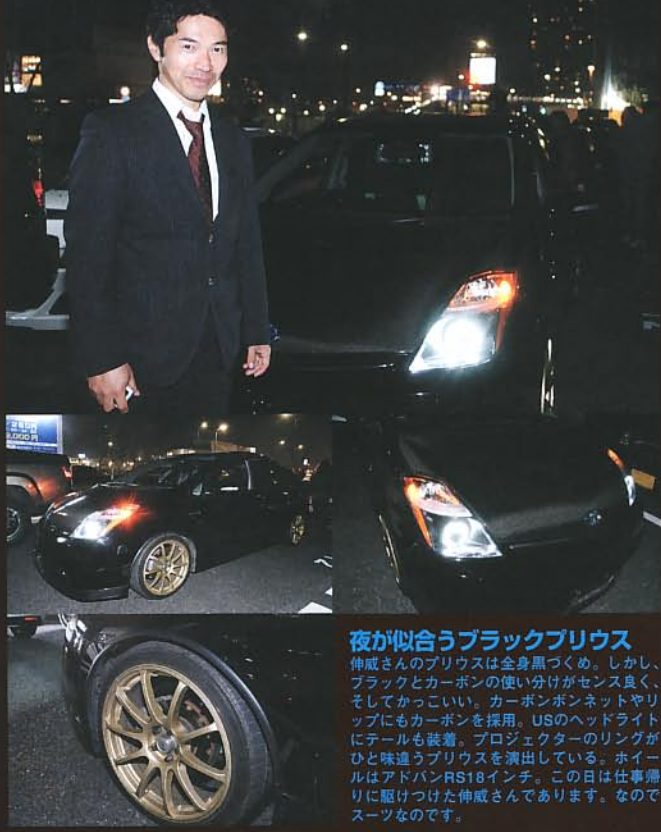 夜が似合うブラックプリウス
伸威さんのプリウスは全身黒づくめ。しかし、
ブラックとカーボンの使い分けがセンス良く、
そしてかっこいい。カーボンボンネットやリ
ップにもカーボンを採用。USのヘッドライト
にテールも装着。プロジェクターのリングが
ひと味違うプリウスを演出している。ホイー
ルはアドバンRS18インチ。この日は仕事帰
りに駆けつけた伸威さんであります。なので
スーツなのです。